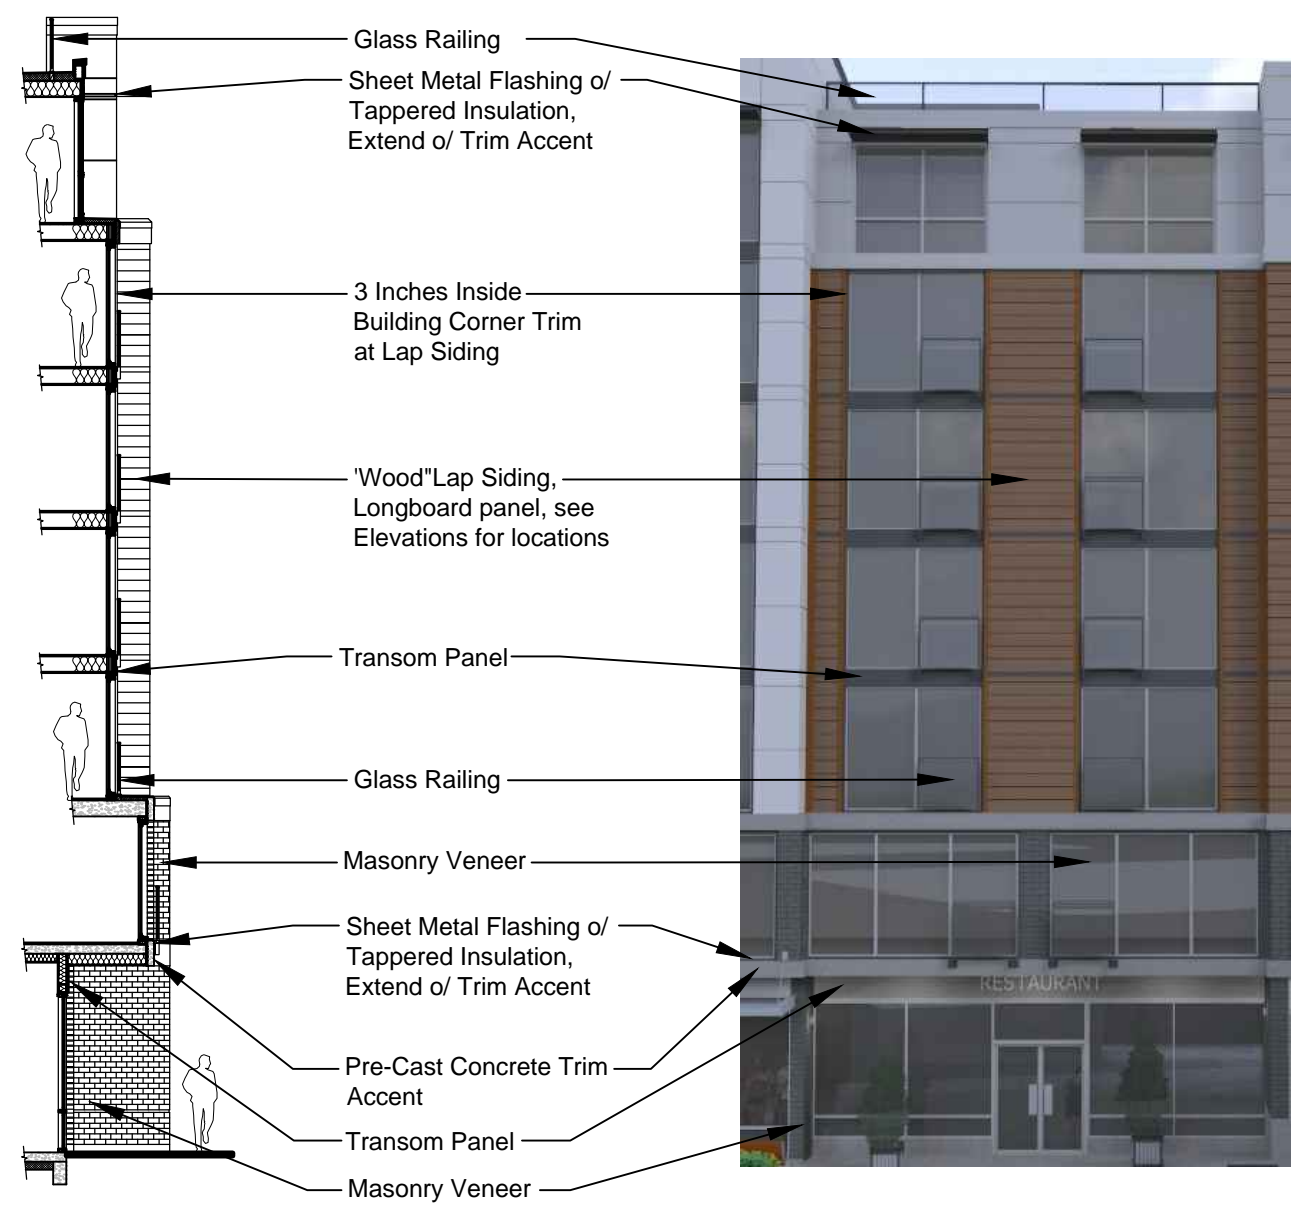 Glass Railing
Sheet Metal Flashing o/
Tappered Insulation,
Extend o/ Trim Accent
3 Inches Inside
Building Corner Trim
at Lap Siding
'Wood"Lap Siding,
Longboard panel, see
Elevations for locations
Transom Panel
Glass Railing
Masonry Veneer
Sheet Metal Flashing o/
Tappered Insulation,
Extend o/ Trim Accent
RESTAURANT
Pre-Cast Concrete Trim
Accent
Transom Panel
Masonry Veneer